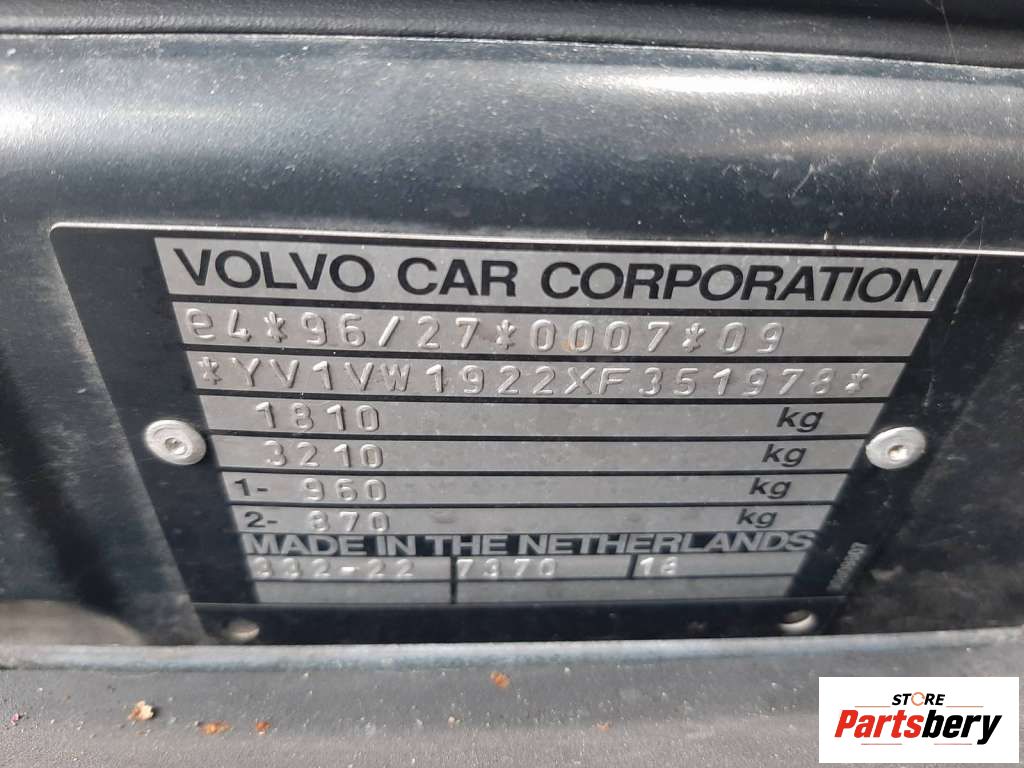 VOLVO CAR CORPORATION
e4*96/27*0007*09
*YV1VW1922XF351978*
1810 kg
3210 kg
1- 960 kg
2- 870 kg
MADE IN THE NETHERLANDS
332-22 7370 18
STORE
Partsbery